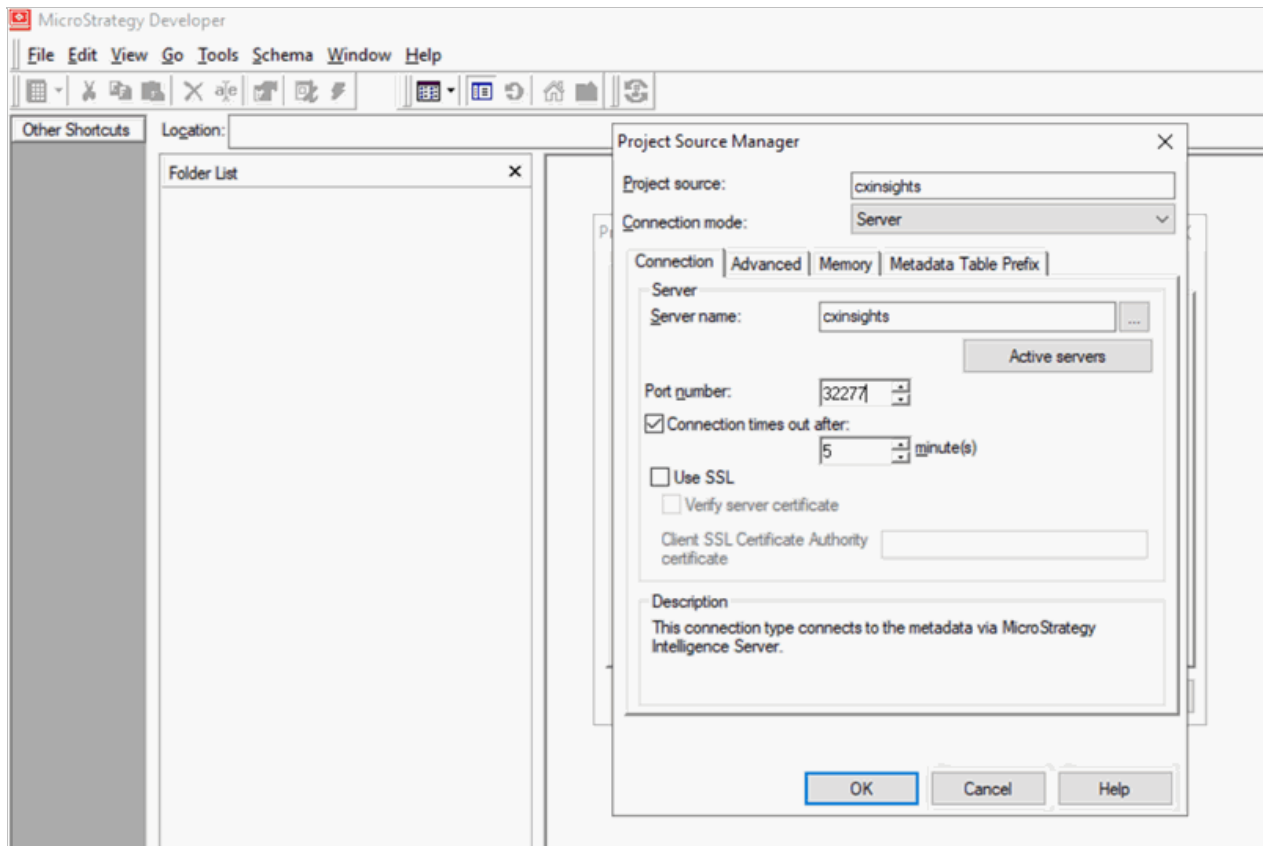 MicroStrategy Developer
File Edit View Go Tools Schema Window Help
Other Shortcuts
Location:
Folder List
Project Source Manager
Project source:
cxinsights
Connection mode:
Server
Connection Advanced Memory Metadata Table Prefix
Server
Server name:
cxinsights
...
Active servers
Port number:
32277
Connection times out after:
5 minute(s)
Use SSL
Verify server certificate
Client SSL Certificate Authority
certificate
Description
This connection type connects to the metadata via MicroStrategy
Intelligence Server.
OK Cancel Help